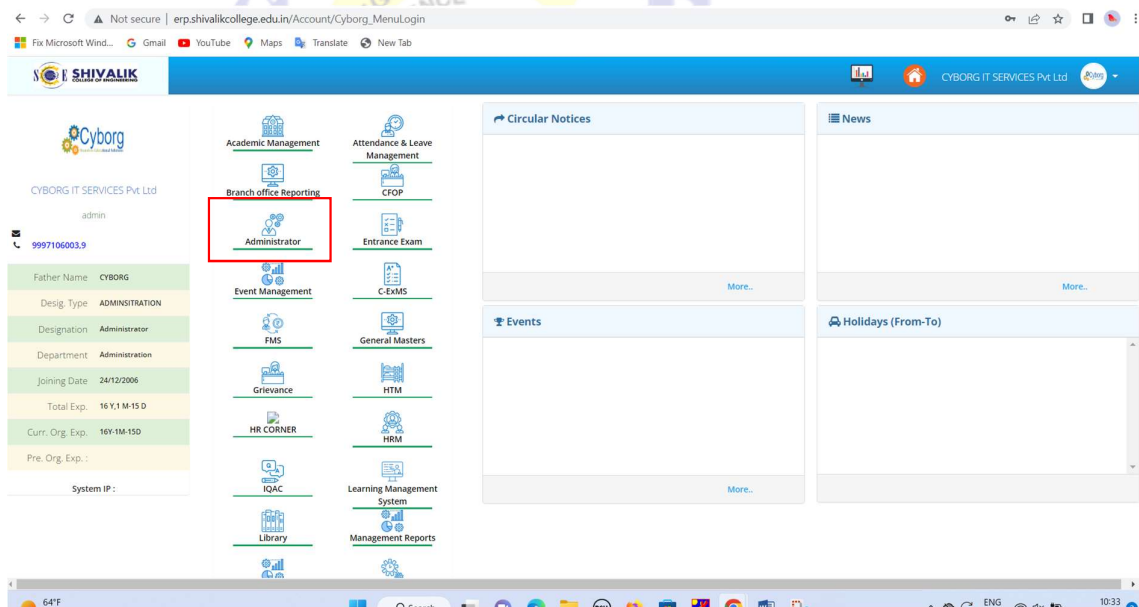 Not secure | erp.shivalikcollege.edu.in/Account/Cyborg_MenuLogin
Fix Microsoft Wind... Gmail YouTube Maps Translate New Tab
SHIVALIK
COLLEGE OF ENGINEERING
CYBORG IT SERVICES Pvt Ltd
Cyborg
CYBORG IT SERVICES Pvt Ltd
admin
9997106003,9
Father Name CYBORG
Desig. Type ADMINSITRATION
Designation Administrator
Department Administration
Joining Date 24/12/2006
Total Exp. 16 Y,1 M-15 D
Curr. Org. Exp. 16Y-1M-15D
Pre. Org. Exp. :
System IP :
Academic Management
Attendance & Leave
Management
Branch office Reporting
CFOP
Administrator
Entrance Exam
Event Management
C-ExMS
FMS
General Masters
Grievance
HTM
HR CORNER
HRM
IQAC
Learning Management
System
Library
Management Reports
Circular Notices
More..
News
More..
Events
More..
Holidays (From-To)
64°F
Search
ENG
10:33